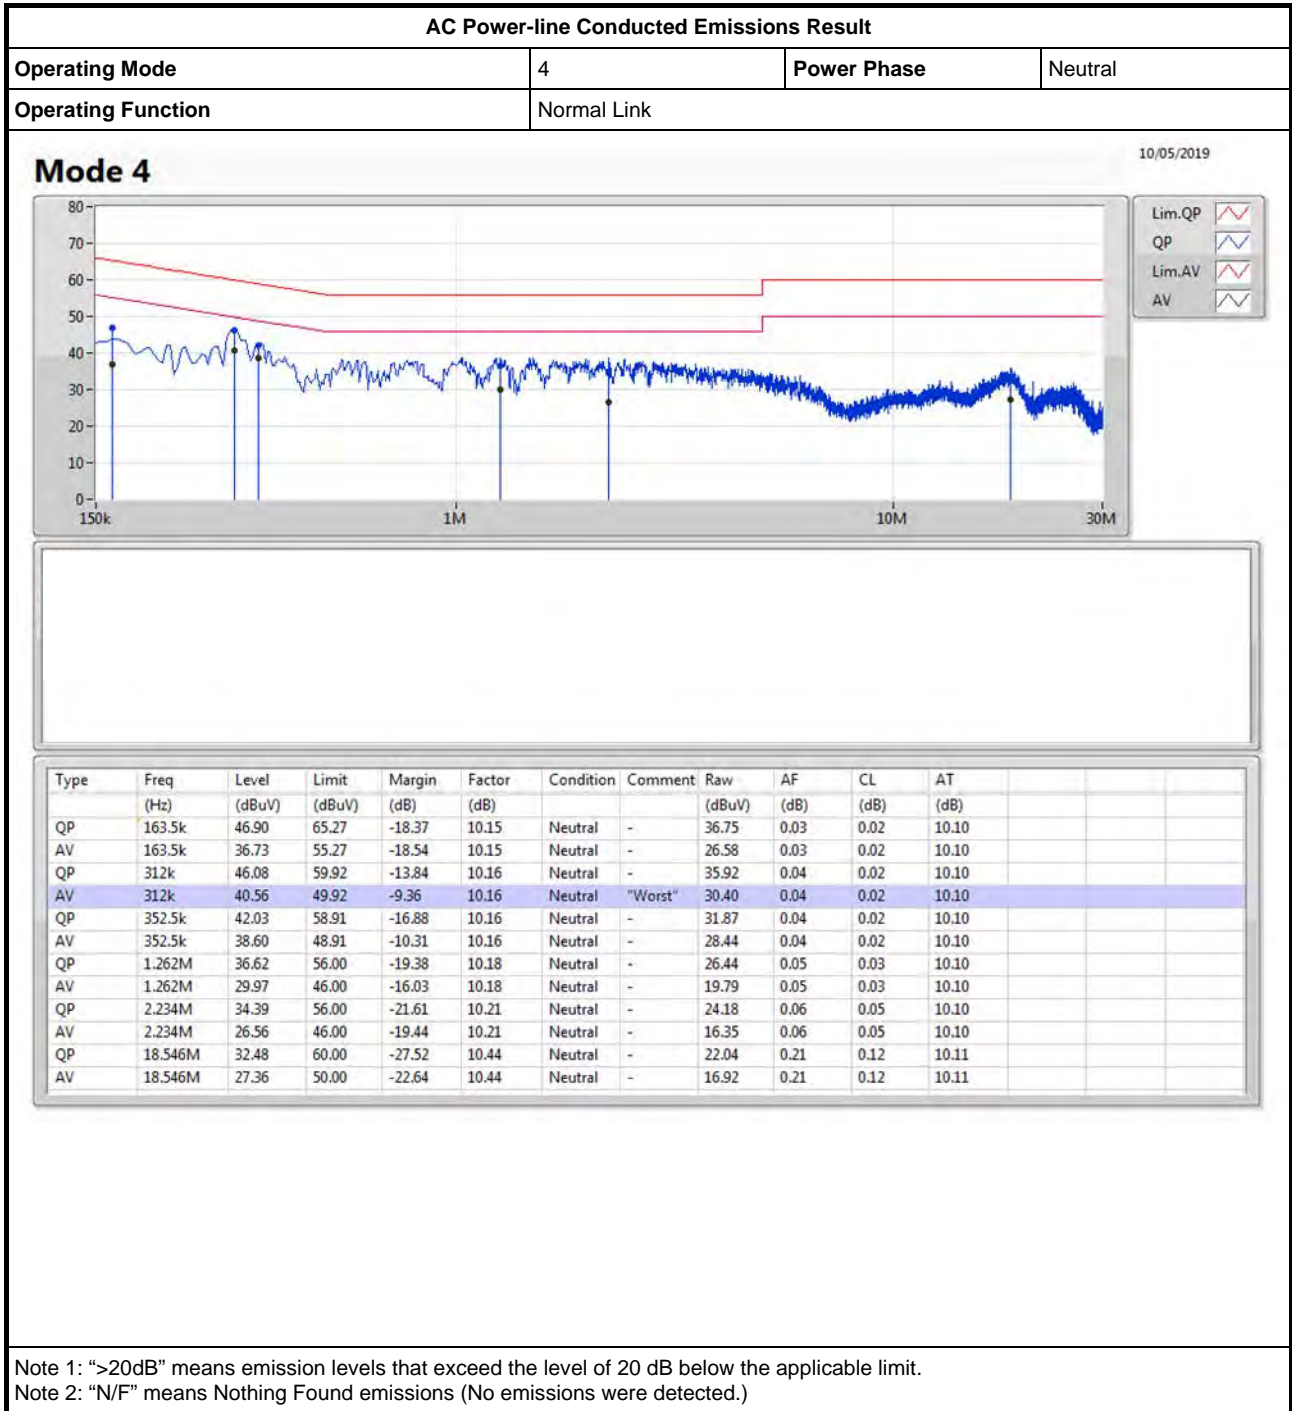 AC Power-line Conducted Emissions Result
Operating Mode 4 Power Phase Neutral
Operating Function Normal Link
10/05/2019
Mode 4
80
70
60
50
40
30
20
10
0
150k 1M 10M 30M
Lim.QP
QP
Lim.AV
AV
Type Freq Level Limit Margin Factor Condition Comment Raw AF CL AT
(Hz) (dBuV) (dBuV) (dB) (dB) (dBuV) (dB) (dB) (dB)
QP 163.5k 46.90 65.27 -18.37 10.15 Neutral - 36.75 0.03 0.02 10.10
AV 163.5k 36.73 55.27 -18.54 10.15 Neutral - 26.58 0.03 0.02 10.10
QP 312k 46.08 59.92 -13.84 10.16 Neutral - 35.92 0.04 0.02 10.10
AV 312k 40.56 49.92 -9.36 10.16 Neutral "Worst" 30.40 0.04 0.02 10.10
QP 352.5k 42.03 58.91 -16.88 10.16 Neutral - 31.87 0.04 0.02 10.10
AV 352.5k 38.60 48.91 -10.31 10.16 Neutral - 28.44 0.04 0.02 10.10
QP 1.262M 36.62 56.00 -19.38 10.18 Neutral - 26.44 0.05 0.03 10.10
AV 1.262M 29.97 46.00 -16.03 10.18 Neutral - 19.79 0.05 0.03 10.10
QP 2.234M 34.39 56.00 -21.61 10.21 Neutral - 24.18 0.06 0.05 10.10
AV 2.234M 26.56 46.00 -19.44 10.21 Neutral - 16.35 0.06 0.05 10.10
QP 18.546M 32.48 60.00 -27.52 10.44 Neutral - 22.04 0.21 0.12 10.11
AV 18.546M 27.36 50.00 -22.64 10.44 Neutral - 16.92 0.21 0.12 10.11
Note 1: “>20dB” means emission levels that exceed the level of 20 dB below the applicable limit.
Note 2: “N/F” means Nothing Found emissions (No emissions were detected.)